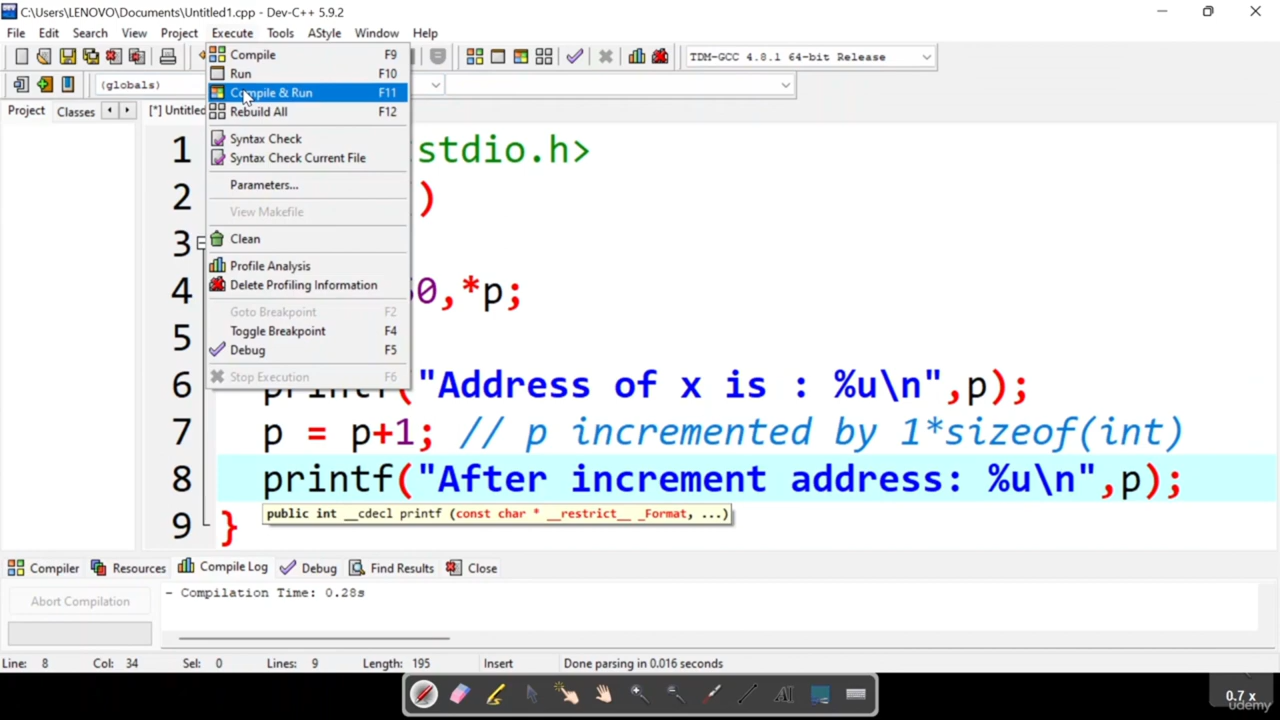 C:\Users\LENOVO\Documents\Untitled1.cpp - Dev-C++ 5.9.2
File Edit Search View Project Execute Tools AStyle Window Help
Compile F9
TDM-GCC 4.8.1 64-bit Release
Run F10
(globals)
Compile & Run F11
Project Classes [*] Untitled
Rebuild All F12
Syntax Check
1 stdio.h>
Syntax Check Current File
Parameters...
2 )
View Makefile
Clean
3
Profile Analysis
Delete Profiling Information
4 0,*p;
Goto Breakpoint F2
Toggle Breakpoint F4
5
Debug F5
Stop Execution F6
6 printf("Address of x is : %u\n",p);
7 p = p+1; // p incremented by 1*sizeof(int)
8 printf("After increment address: %u\n",p);
public int __cdecl printf (const char * __restrict__ _Format, ...)
9 }
Compiler Resources Compile Log Debug Find Results Close
Abort Compilation
- Compilation Time: 0.28s
Line: 8 Col: 34 Sel: 0 Lines: 9 Length: 195 Insert Done parsing in 0.016 seconds
AI
0.7 x
udemy